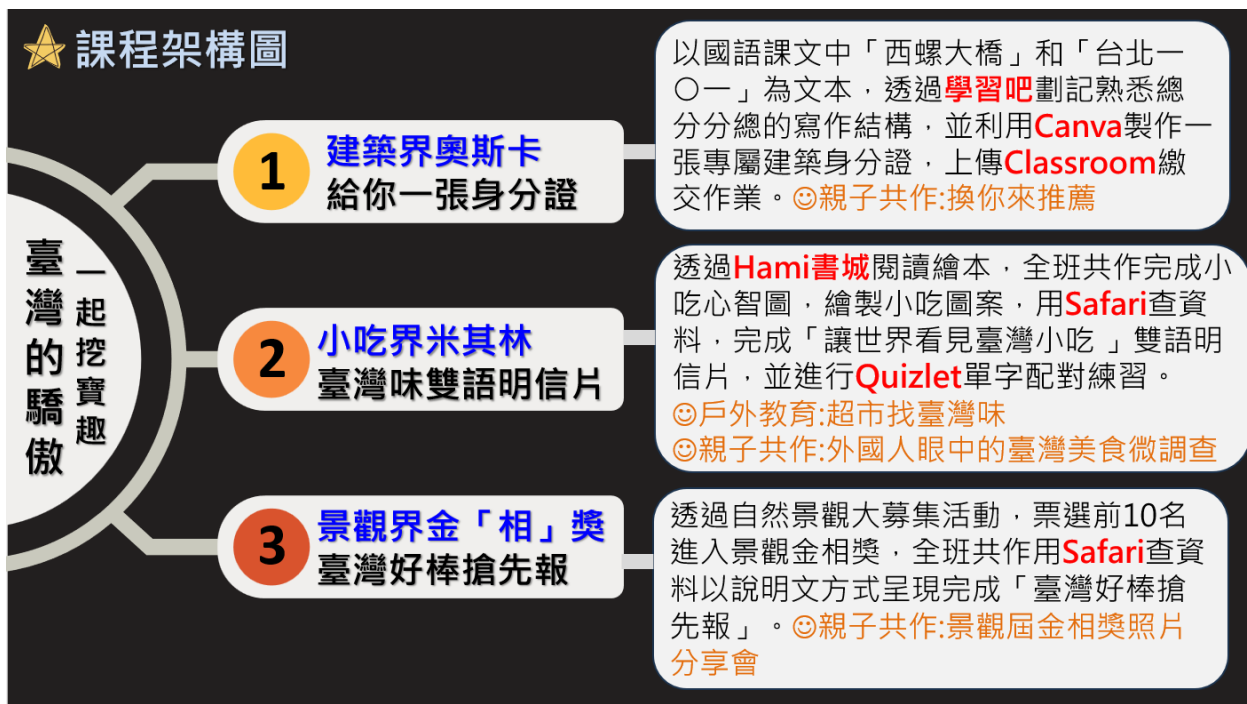 課程架構圖
臺灣的驕傲
一起挖寶趣
1
建築界奧斯卡
給你一張身分證
以國語課文中「西螺大橋」和「台北一
〇一」為文本，透過學習吧劃記熟悉總
分分總的寫作結構，並利用Canva製作一
張專屬建築身分證，上傳Classroom繳
交作業。☺親子共作:換你來推薦
2
小吃界米其林
臺灣味雙語明信片
透過Hami書城閱讀繪本，全班共作完成小
吃心智圖，繪製小吃圖案，用Safari查資
料，完成「讓世界看見臺灣小吃 」雙語明
信片，並進行Quizlet單字配對練習。
☺戶外教育:超市找臺灣味
☺親子共作:外國人眼中的臺灣美食微調查
3
景觀界金「相」獎
臺灣好棒搶先報
透過自然景觀大募集活動，票選前10名
進入景觀金相獎，全班共作用Safari查資
料以說明文方式呈現完成「臺灣好棒搶
先報」。☺親子共作:景觀屆金相獎照片
分享會